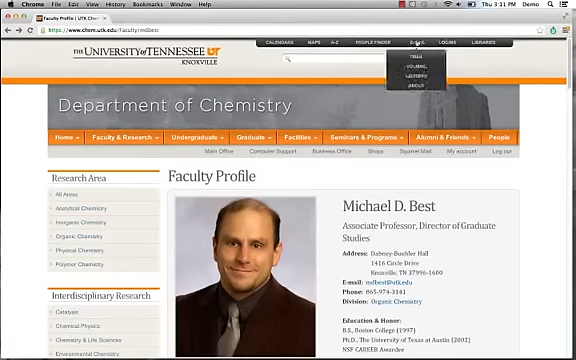 Chrome File Edit View History Bookmarks Window Help
Thu 3:11 PM Demo
Faculty Profile | UTK Chem
www.chem.utk.edu/faculty/mdbest
CALENDARS MAPS A-Z PEOPLE FINDER LOGINS LIBRARIES
THE UNIVERSITY OF TENNESSEE UT
KNOXVILLE
Department of Chemistry
Home Faculty & Research Undergraduate Graduate Facilities Seminars & Programs Alumni & Friends People
Main Office Computer Support Business Office Shops Squirrel Mail My account Log out
Research Area
All Areas
Analytical Chemistry
Inorganic Chemistry
Organic Chemistry
Physical Chemistry
Polymer Chemistry
Interdisciplinary Research
Catalysis
Chemical Physics
Chemistry & Life Sciences
Environmental Chemistry
Faculty Profile
Michael D. Best
Associate Professor, Director of Graduate
Studies
Address: Dabney-Buehler Hall
1416 Circle Drive
Knoxville, TN 37996-1600
E-mail: mdbest@utk.edu
Phone: 865-974-3141
Division: Organic Chemistry
Education & Honor:
B.S., Boston College (1997)
Ph.D., The University of Texas at Austin (2002)
NSF CAREER Awardee